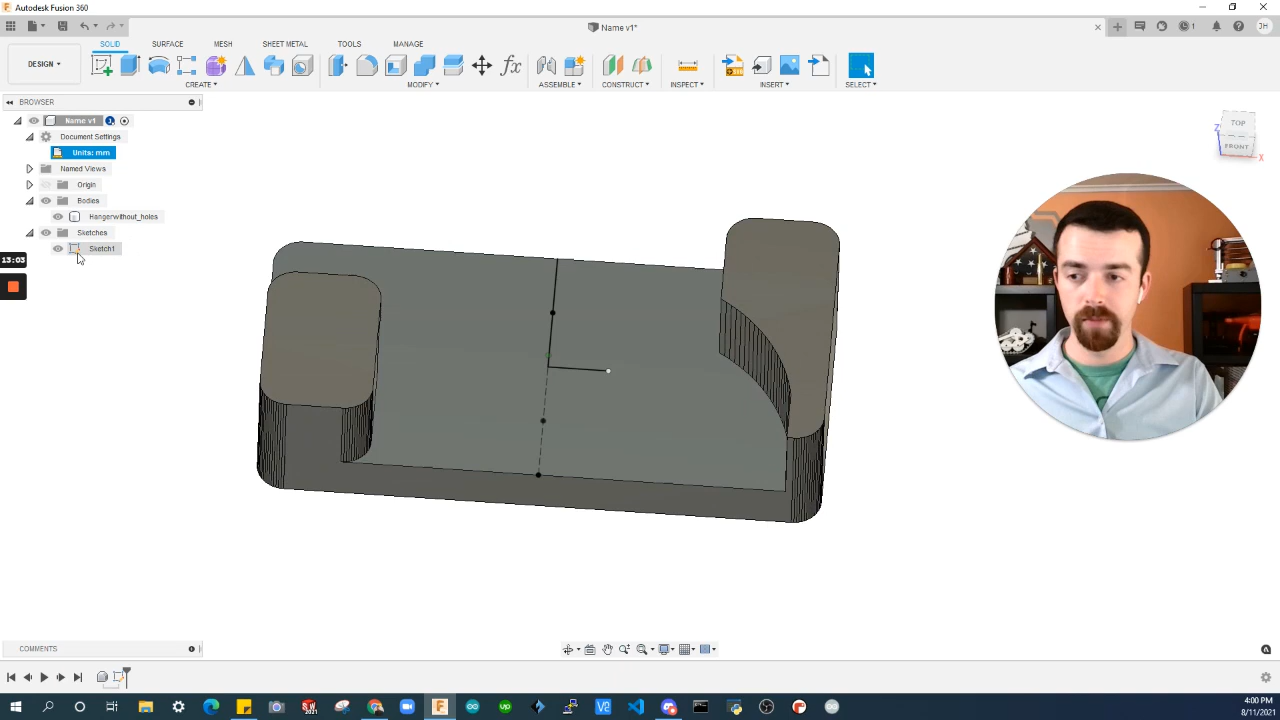 Autodesk Fusion 360
Name v1*
1
JH
DESIGN
SOLID
SURFACE
MESH
SHEET METAL
TOOLS
MANAGE
CREATE
MODIFY
ASSEMBLE
CONSTRUCT
INSPECT
INSERT
SELECT
BROWSER
Name v1
Document Settings
Units: mm
Named Views
Origin
Bodies
Hangerwithout_holes
Sketches
Sketch1
13:03
TOP
FRONT
Z
X
COMMENTS
4:00 PM
8/11/2021